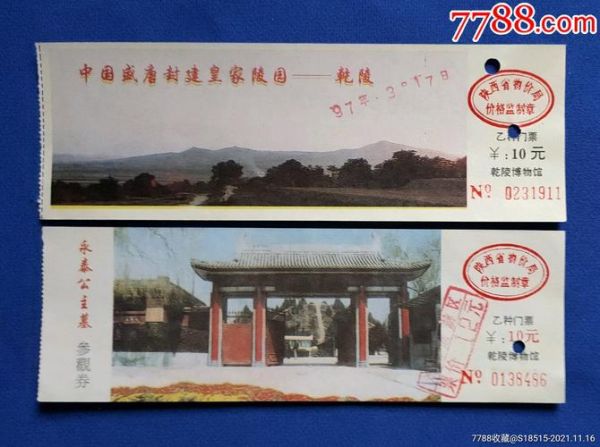 7788.com
中国盛唐封建皇家陵园——乾陵
97年.3.17日
陕西省物价局
价格监制章
乙种门票
¥:10元
乾陵博物馆
No 0231911
永泰公主墓 参觀券
陕西省物价局
价格监制章
乙种门票
¥:10元
乾陵博物馆
No 0138486
7788收藏@S18515-2021.11.16